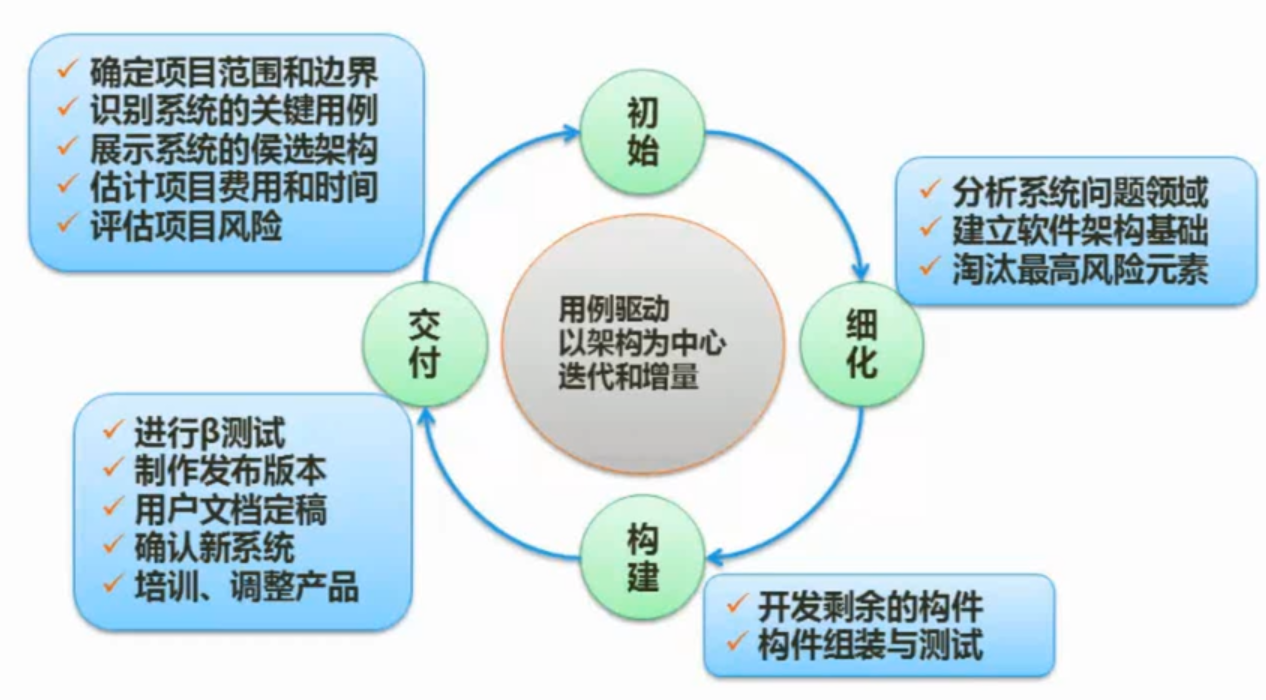 确定项目范围和边界
识别系统的关键用例
展示系统的侯选架构
估计项目费用和时间
评估项目风险
初
始
分析系统问题领域
建立软件架构基础
淘汰最高风险元素
用例驱动
以架构为中心
迭代和增量
交
付
细
化
进行β测试
制作发布版本
用户文档定稿
确认新系统
培训、调整产品
构
建
开发剩余的构件
构件组装与测试